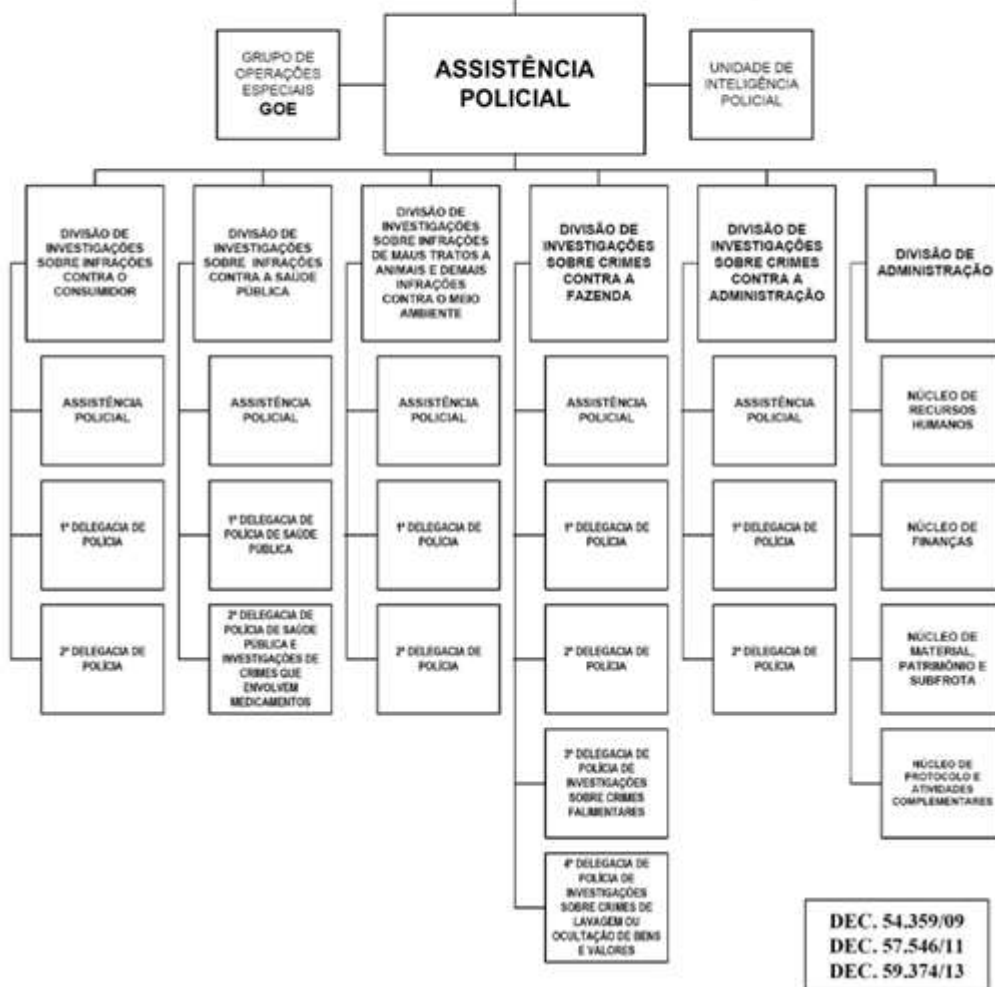 GRUPO DE
OPERAÇÕES
ESPECIAIS
GOE
ASSISTÊNCIA
POLICIAL
UNIDADE DE
INTELIGÊNCIA
POLICIAL
DIVISÃO DE
INVESTIGAÇÕES
SOBRE INFRAÇÕES
CONTRA O
CONSUMIDOR
DIVISÃO DE
INVESTIGAÇÕES
SOBRE INFRAÇÕES
CONTRA A SAÚDE
PÚBLICA
DIVISÃO DE
INVESTIGAÇÕES
SOBRE INFRAÇÕES
DE MAUS TRATOS A
ANIMAIS E DEMAIS
INFRAÇÕES
CONTRA O MEIO
AMBIENTE
DIVISÃO DE
INVESTIGAÇÕES
SOBRE CRIMES
CONTRA A
FAZENDA
DIVISÃO DE
INVESTIGAÇÕES
SOBRE CRIMES
CONTRA A
ADMINISTRAÇÃO
DIVISÃO DE
ADMINISTRAÇÃO
ASSISTÊNCIA
POLICIAL
ASSISTÊNCIA
POLICIAL
ASSISTÊNCIA
POLICIAL
ASSISTÊNCIA
POLICIAL
ASSISTÊNCIA
POLICIAL
NÚCLEO DE
RECURSOS
HUMANOS
1ª DELEGACIA DE
POLÍCIA
1ª DELEGACIA DE
POLÍCIA DE SAÚDE
PÚBLICA
1ª DELEGACIA DE
POLÍCIA
1ª DELEGACIA DE
POLÍCIA
1ª DELEGACIA DE
POLÍCIA
NÚCLEO DE
FINANÇAS
2ª DELEGACIA DE
POLÍCIA
2ª DELEGACIA DE
POLÍCIA DE SAÚDE
PÚBLICA E
INVESTIGAÇÕES DE
CRIMES QUE
ENVOLVEM
MEDICAMENTOS
2ª DELEGACIA DE
POLÍCIA
2ª DELEGACIA DE
POLÍCIA
2ª DELEGACIA DE
POLÍCIA
NÚCLEO DE
MATERIAL,
PATRIMÔNIO E
SUBFROTA
3ª DELEGACIA DE
POLÍCIA DE
INVESTIGAÇÕES
SOBRE CRIMES
FALIMENTARES
NÚCLEO DE
PROTOCOLO E
ATIVIDADES
COMPLEMENTARES
4ª DELEGACIA DE
POLÍCIA DE
INVESTIGAÇÕES
SOBRE CRIMES DE
LAVAGEM OU
OCULTAÇÃO DE BENS
E VALORES
DEC. 54.359/09
DEC. 57.546/11
DEC. 59.374/13